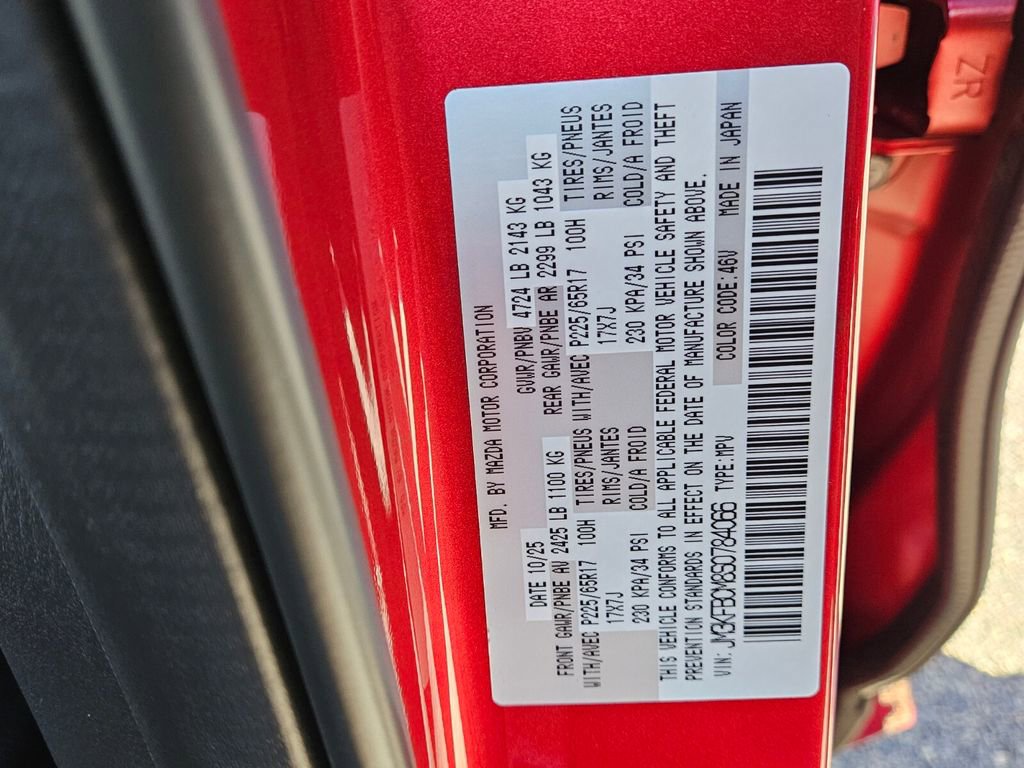 MFD. BY MAZDA MOTOR CORPORATION
DATE 10/25 GVWR/PNBV 4724 LB 2143 KG
FRONT GAWR/PNBE AV 2425 LB 1100 KG REAR GAWR/PNBE AR 2299 LB 1043 KG
WITH/AVEC P225/65R17 100H TIRES/PNEUS WITH/AVEC P225/65R17 100H TIRES/PNEUS
17X7J RIMS/JANTES 17X7J RIMS/JANTES
230 KPA/34 PSI COLD/A FROID 230 KPA/34 PSI COLD/A FROID
THIS VEHICLE CONFORMS TO ALL APPLICABLE FEDERAL MOTOR VEHICLE SAFETY AND THEFT
PREVENTION STANDARDS IN EFFECT ON THE DATE OF MANUFACTURE SHOWN ABOVE.
VIN: JM3KFBCM8S0784066 TYPE:MPV COLOR CODE:46V MADE IN JAPAN
ZR